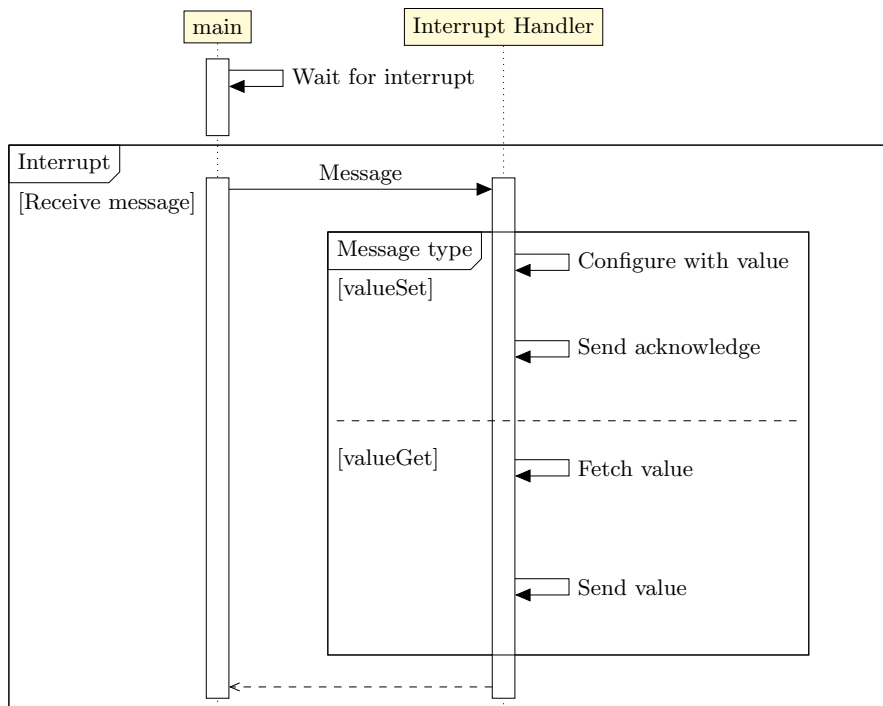 main
Interrupt Handler
Wait for interrupt
Interrupt
[Receive message]
Message
Message type
[valueSet]
Configure with value
Send acknowledge
[valueGet]
Fetch value
Send value